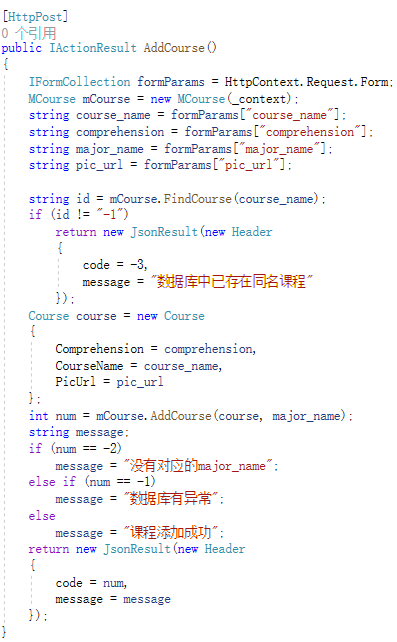 [HttpPost]
0 个引用
public IActionResult AddCourse()
{
    IFormCollection formParams = HttpContext.Request.Form;
    MCourse mCourse = new MCourse(_context);
    string course_name = formParams["course_name"];
    string comprehension = formParams["comprehension"];
    string major_name = formParams["major_name"];
    string pic_url = formParams["pic_url"];

    string id = mCourse.FindCourse(course_name);
    if (id != "-1")
        return new JsonResult(new Header
        {
            code = -3,
            message = "数据库中已存在同名课程"
        });
    Course course = new Course
    {
        Comprehension = comprehension,
        CourseName = course_name,
        PicUrl = pic_url
    };
    int num = mCourse.AddCourse(course, major_name);
    string message;
    if (num == -2)
        message = "没有对应的major_name";
    else if (num == -1)
        message = "数据库有异常";
    else
        message = "课程添加成功";
    return new JsonResult(new Header
    {
        code = num,
        message = message
    });
}